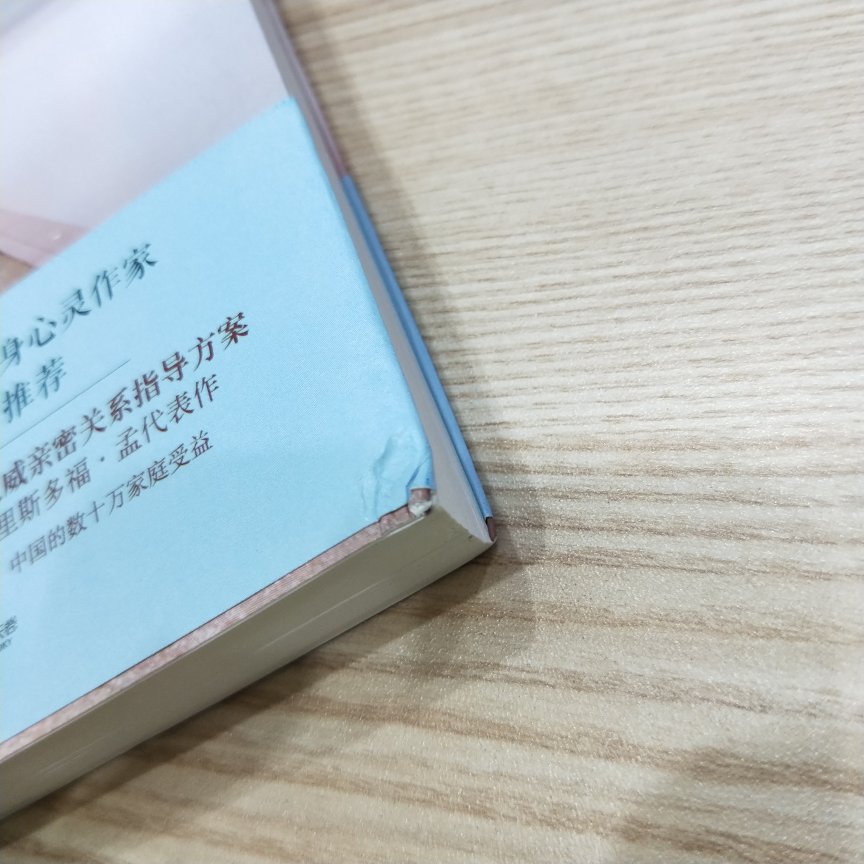 身心灵作家
推荐
威亲密关系指导方案
里斯多福·孟代表作
中国的数十万家庭受益